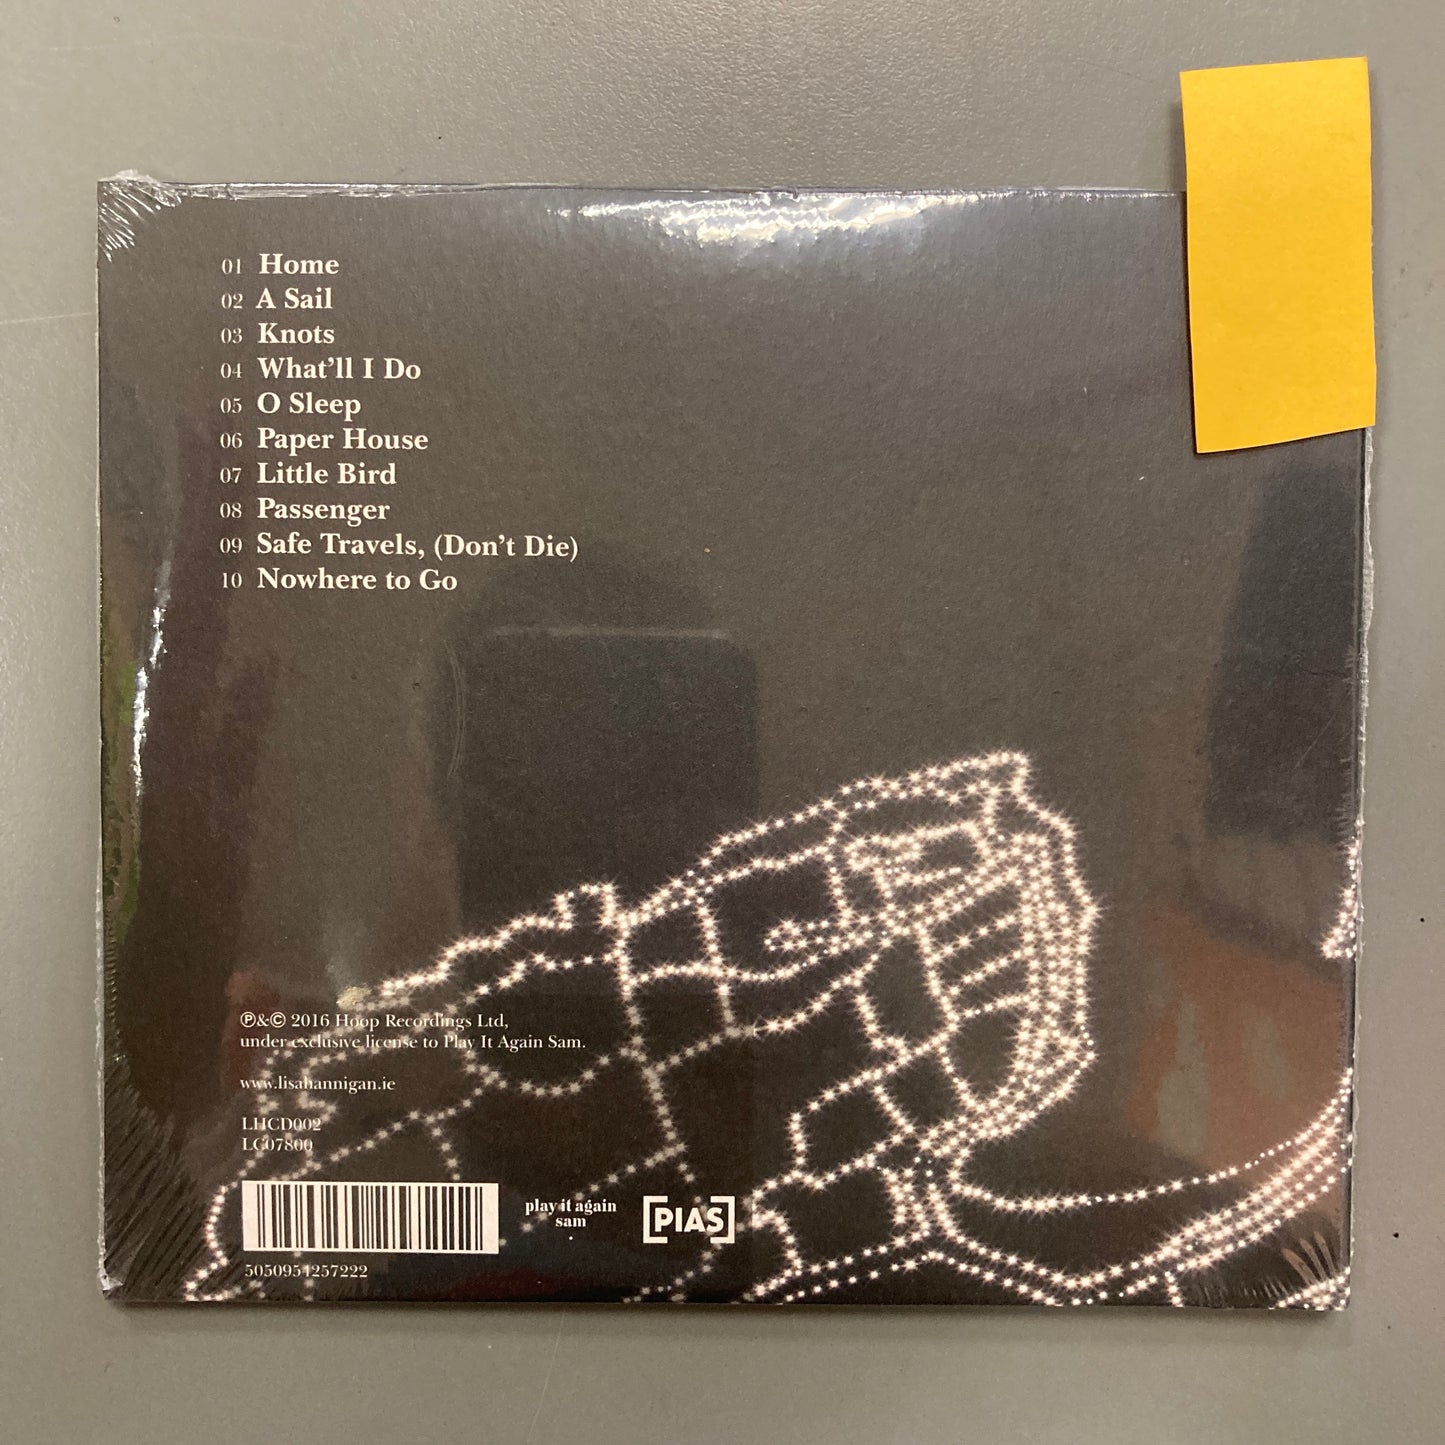 01 Home
02 A Sail
03 Knots
04 What'll I Do
05 O Sleep
06 Paper House
07 Little Bird
08 Passenger
09 Safe Travels, (Don't Die)
10 Nowhere to Go
℗&© 2016 Hoop Recordings Ltd,
under exclusive license to Play It Again Sam.
www.lisahannigan.ie
LHCD002
LC07800
play it again
sam
[PIAS]
5050954257222